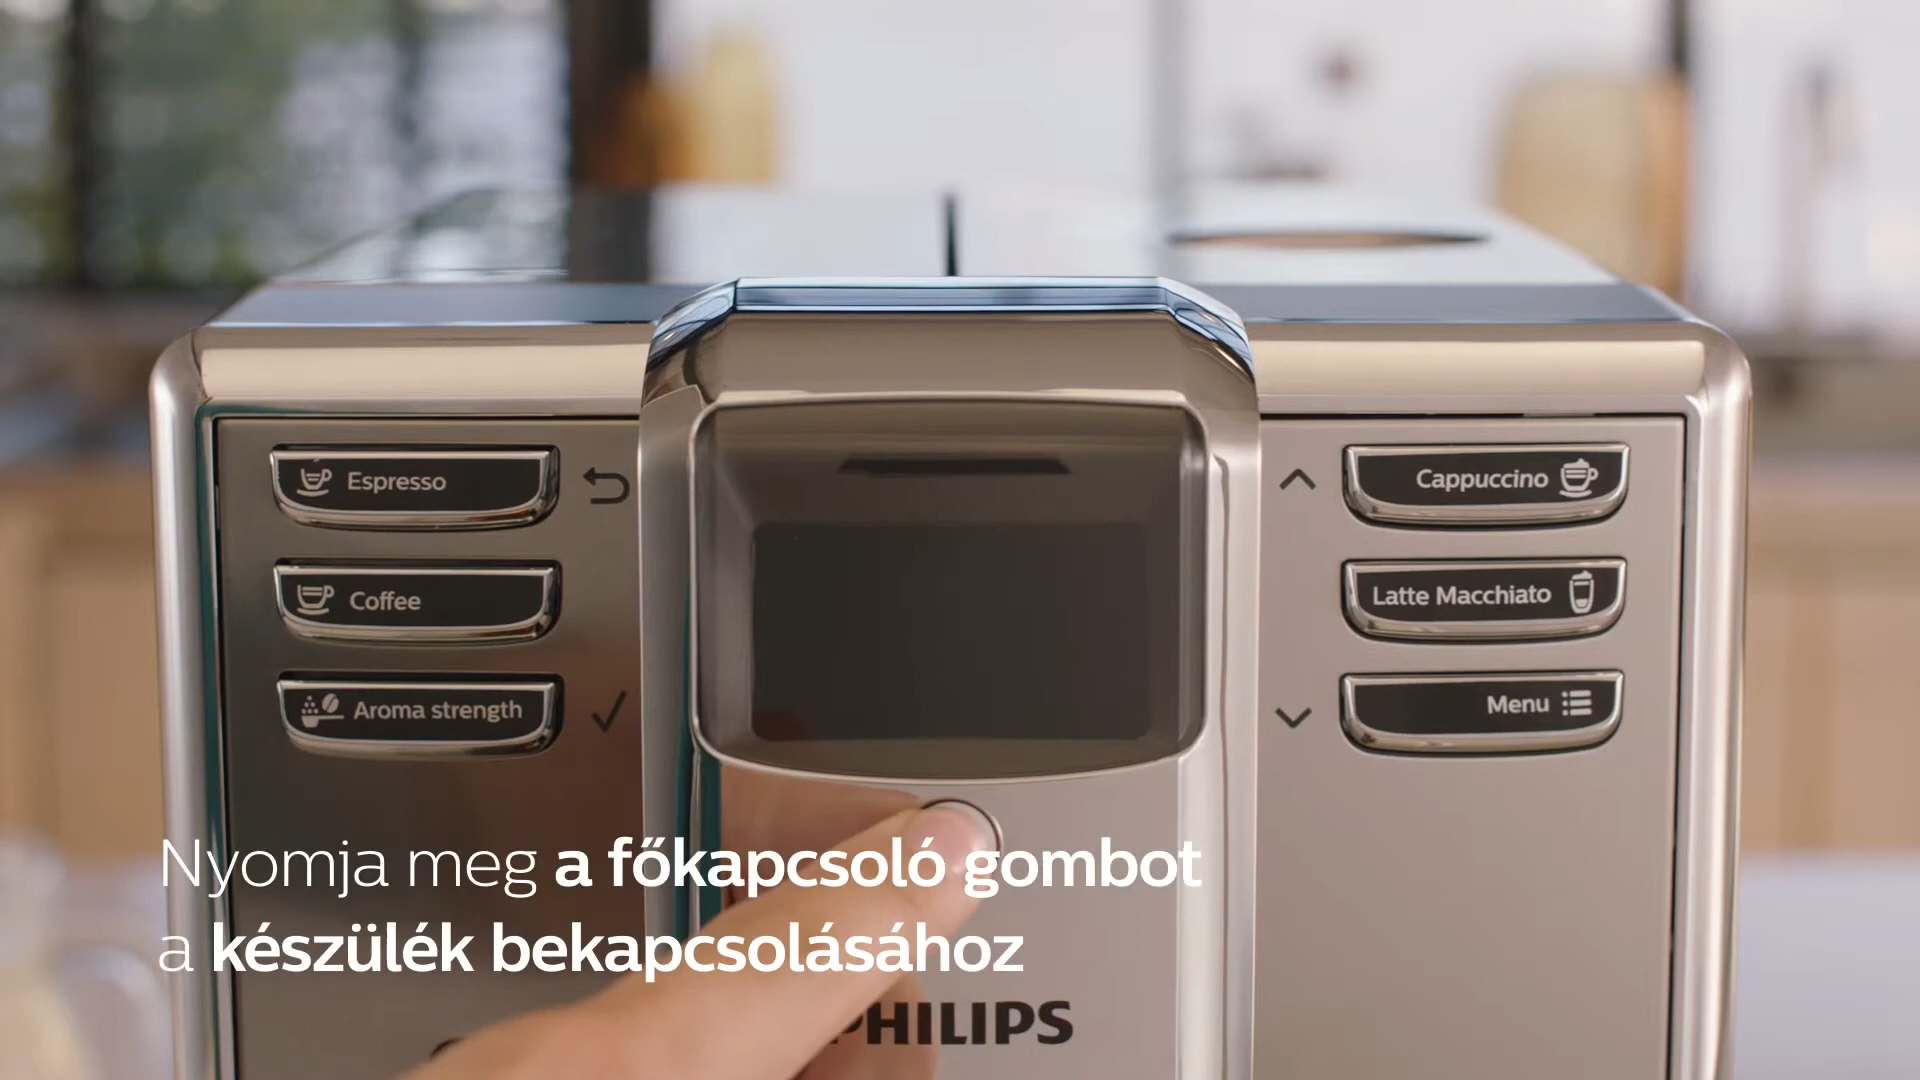 Espresso
Coffee
Aroma strength
Cappuccino
Latte Macchiato
Menu
Nyomja meg a főkapcsoló gombot
a készülék bekapcsolásához
PHILIPS